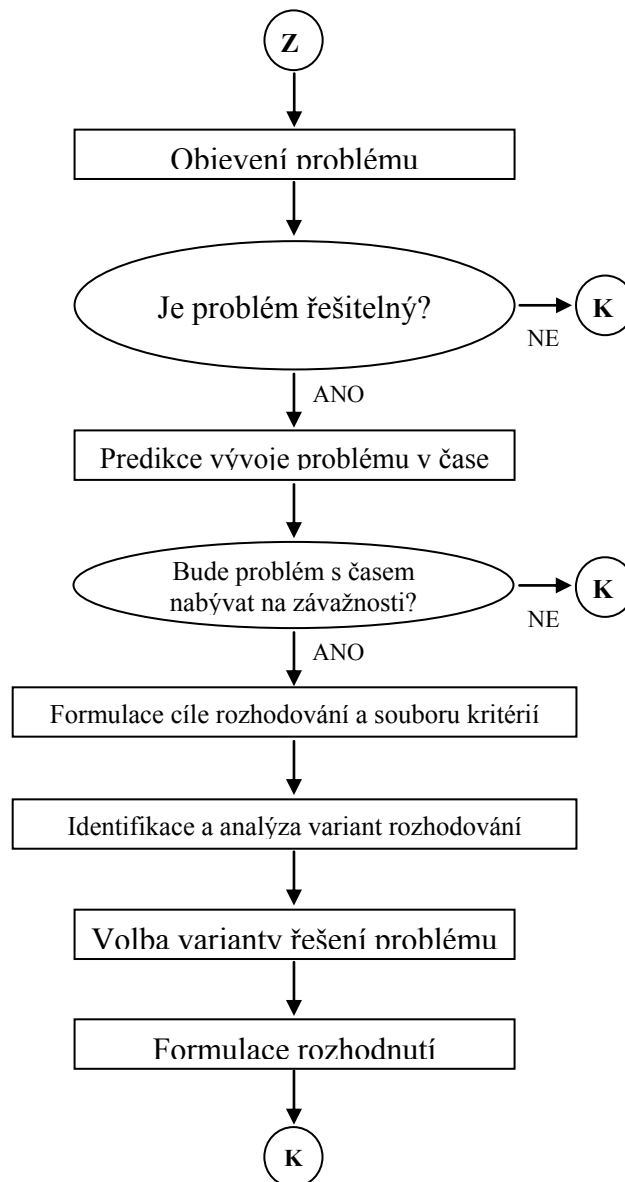 Z
Objevení problému
Je problém řešitelný?
K
NE
ANO
Predikce vývoje problému v čase
Bude problém s časem
nabývat na závažnosti?
K
NE
ANO
Formulace cíle rozhodování a souboru kritérií
Identifikace a analýza variant rozhodování
Volba varianty řešení problému
Formulace rozhodnutí
K